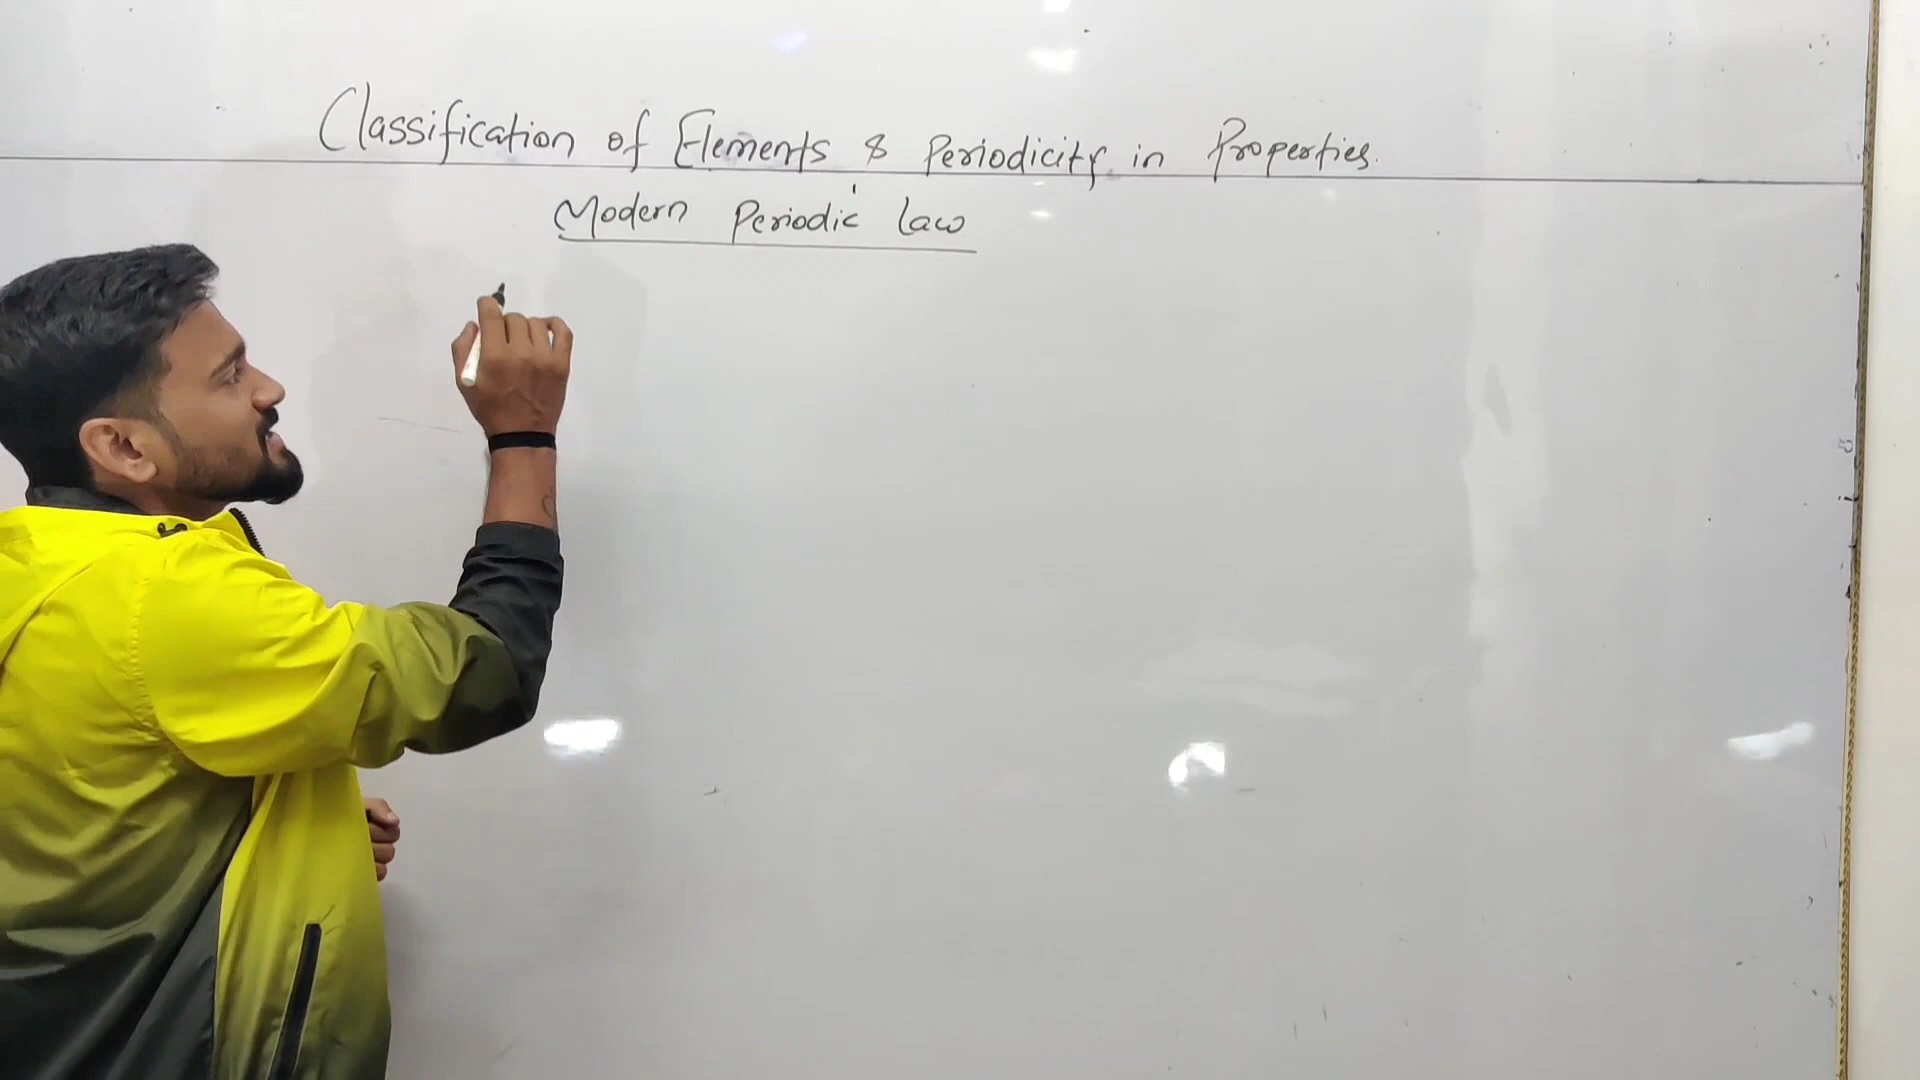 Classification of Elements & Periodicity in Properties.
Modern Periodic law